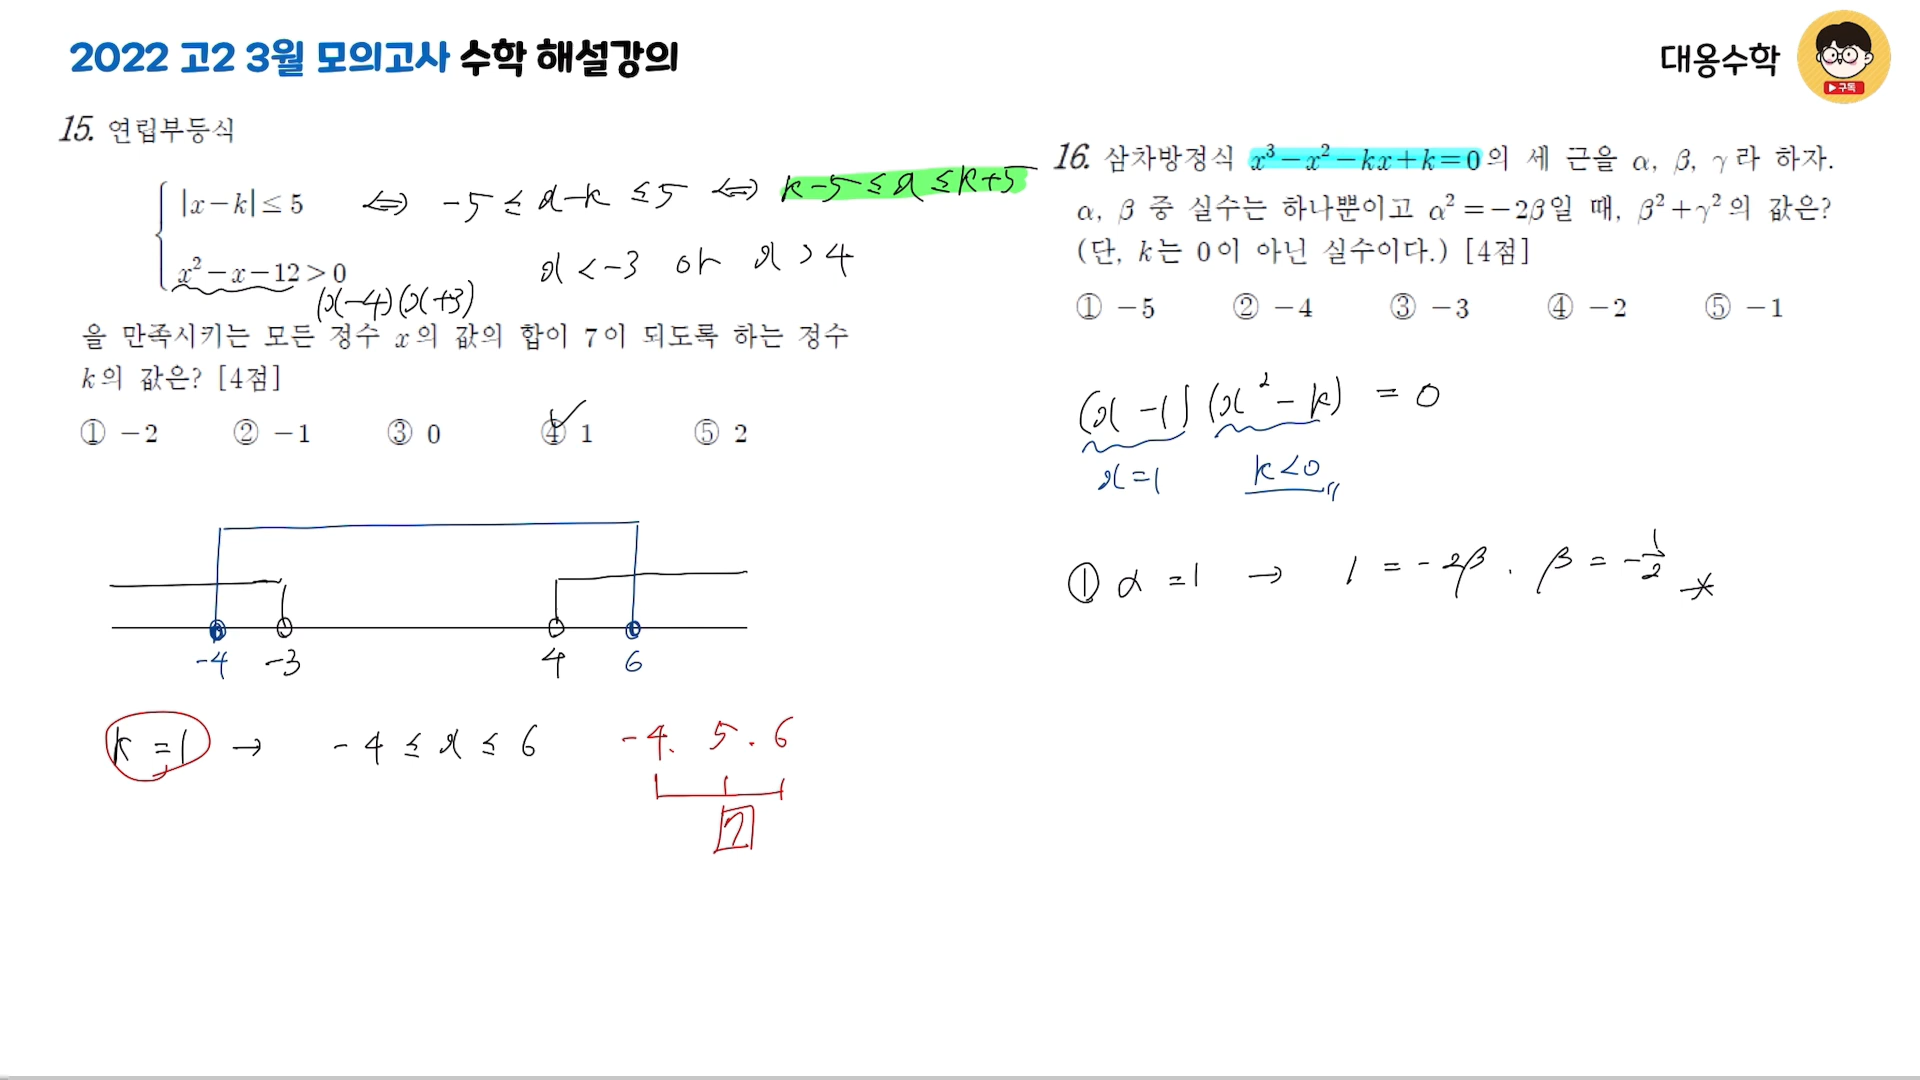 2022 고2 3월 모의고사 수학 해설강의
대웅수학
구독
15. 연립부등식
|x-k|≤5 ⇔ -5≤x-k≤5 ⇔ k-5≤x≤k+5
x²-x-12>0 x<-3 or x>4
(x-4)(x+3)
을 만족시키는 모든 정수 x의 값의 합이 7이 되도록 하는 정수
k의 값은? [4점]
① -2 ② -1 ③ 0 ④ 1 ⑤ 2
-4 -3 4 6
k=1 → -4≤x≤6 -4. 5. 6
7
16. 삼차방정식 x³-x²-kx+k=0의 세 근을 α, β, γ라 하자.
α, β 중 실수는 하나뿐이고 α²=-2β일 때, β²+γ²의 값은?
(단, k는 0이 아닌 실수이다.) [4점]
① -5 ② -4 ③ -3 ④ -2 ⑤ -1
(x-1)(x²-k)=0
x=1 k<0
① α=1 → 1=-2β. β=-1/2